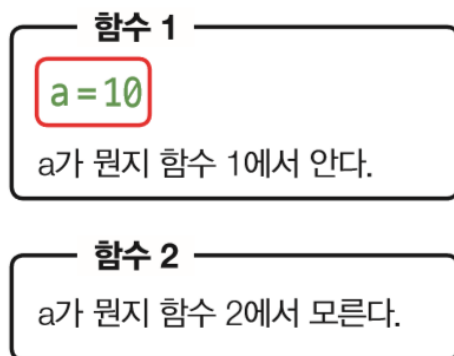 함수 1
a=10
a가 뭔지 함수 1에서 안다.
함수 2
a가 뭔지 함수 2에서 모른다.